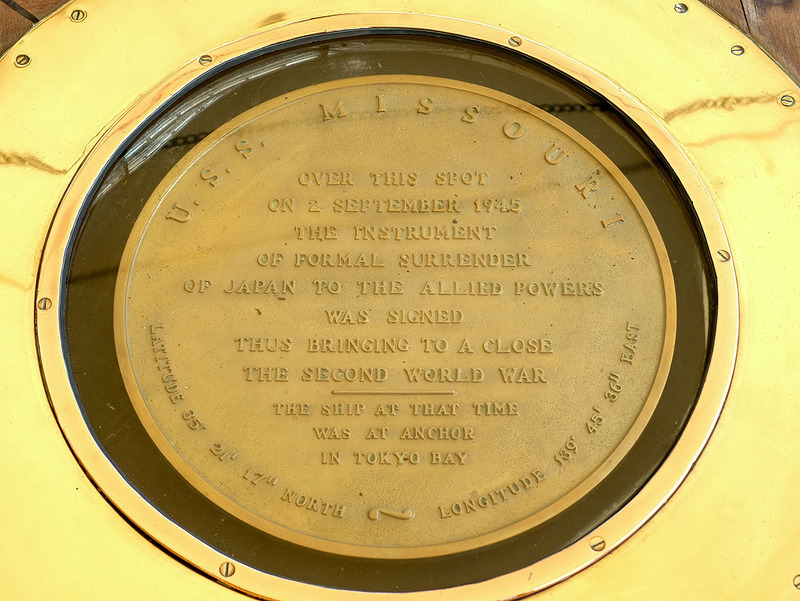 U.S.S. MISSOURI
OVER THIS SPOT
ON 2 SEPTEMBER 1945
THE INSTRUMENT
OF FORMAL SURRENDER
OF JAPAN TO THE ALLIED POWERS
WAS SIGNED
THUS BRINGING TO A CLOSE
THE SECOND WORLD WAR
THE SHIP AT THAT TIME
WAS AT ANCHOR
IN TOKYO BAY
LATITUDE 35° 21' 17" NORTH ~ LONGITUDE 139° 45' 36" EAST